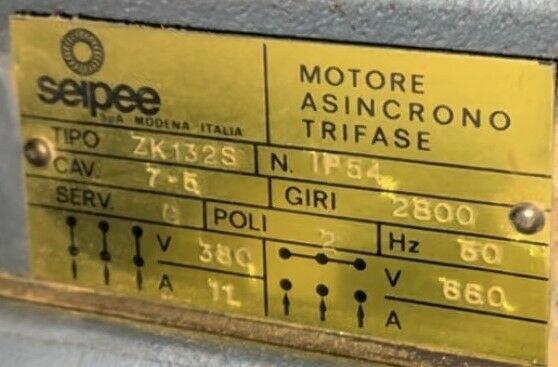 seipee
SpA MODENA ITALIA
MOTORE
ASINCRONO
TRIFASE
TIPO ZK132S N. IP54
CAV. 7-5 GIRI 2800
SERV. POLI 2 Hz
V 380 V 660
A 11 A